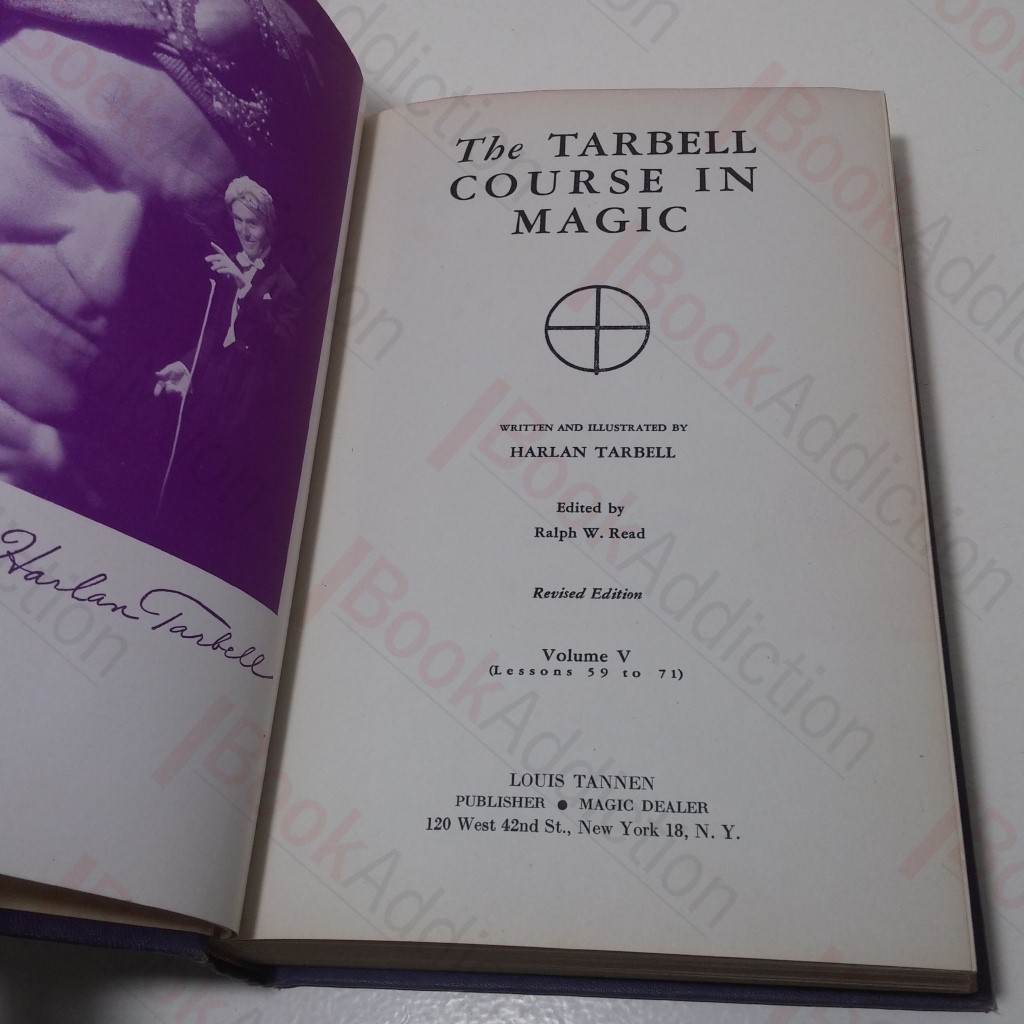 Harlan Tarbell
The TARBELL
COURSE IN
MAGIC
WRITTEN AND ILLUSTRATED BY
HARLAN TARBELL
Edited by
Ralph W. Read
Revised Edition
Volume V
(Lessons 59 to 71)
LOUIS TANNEN
PUBLISHER ● MAGIC DEALER
120 West 42nd St., New York 18, N. Y.
BookAddiction